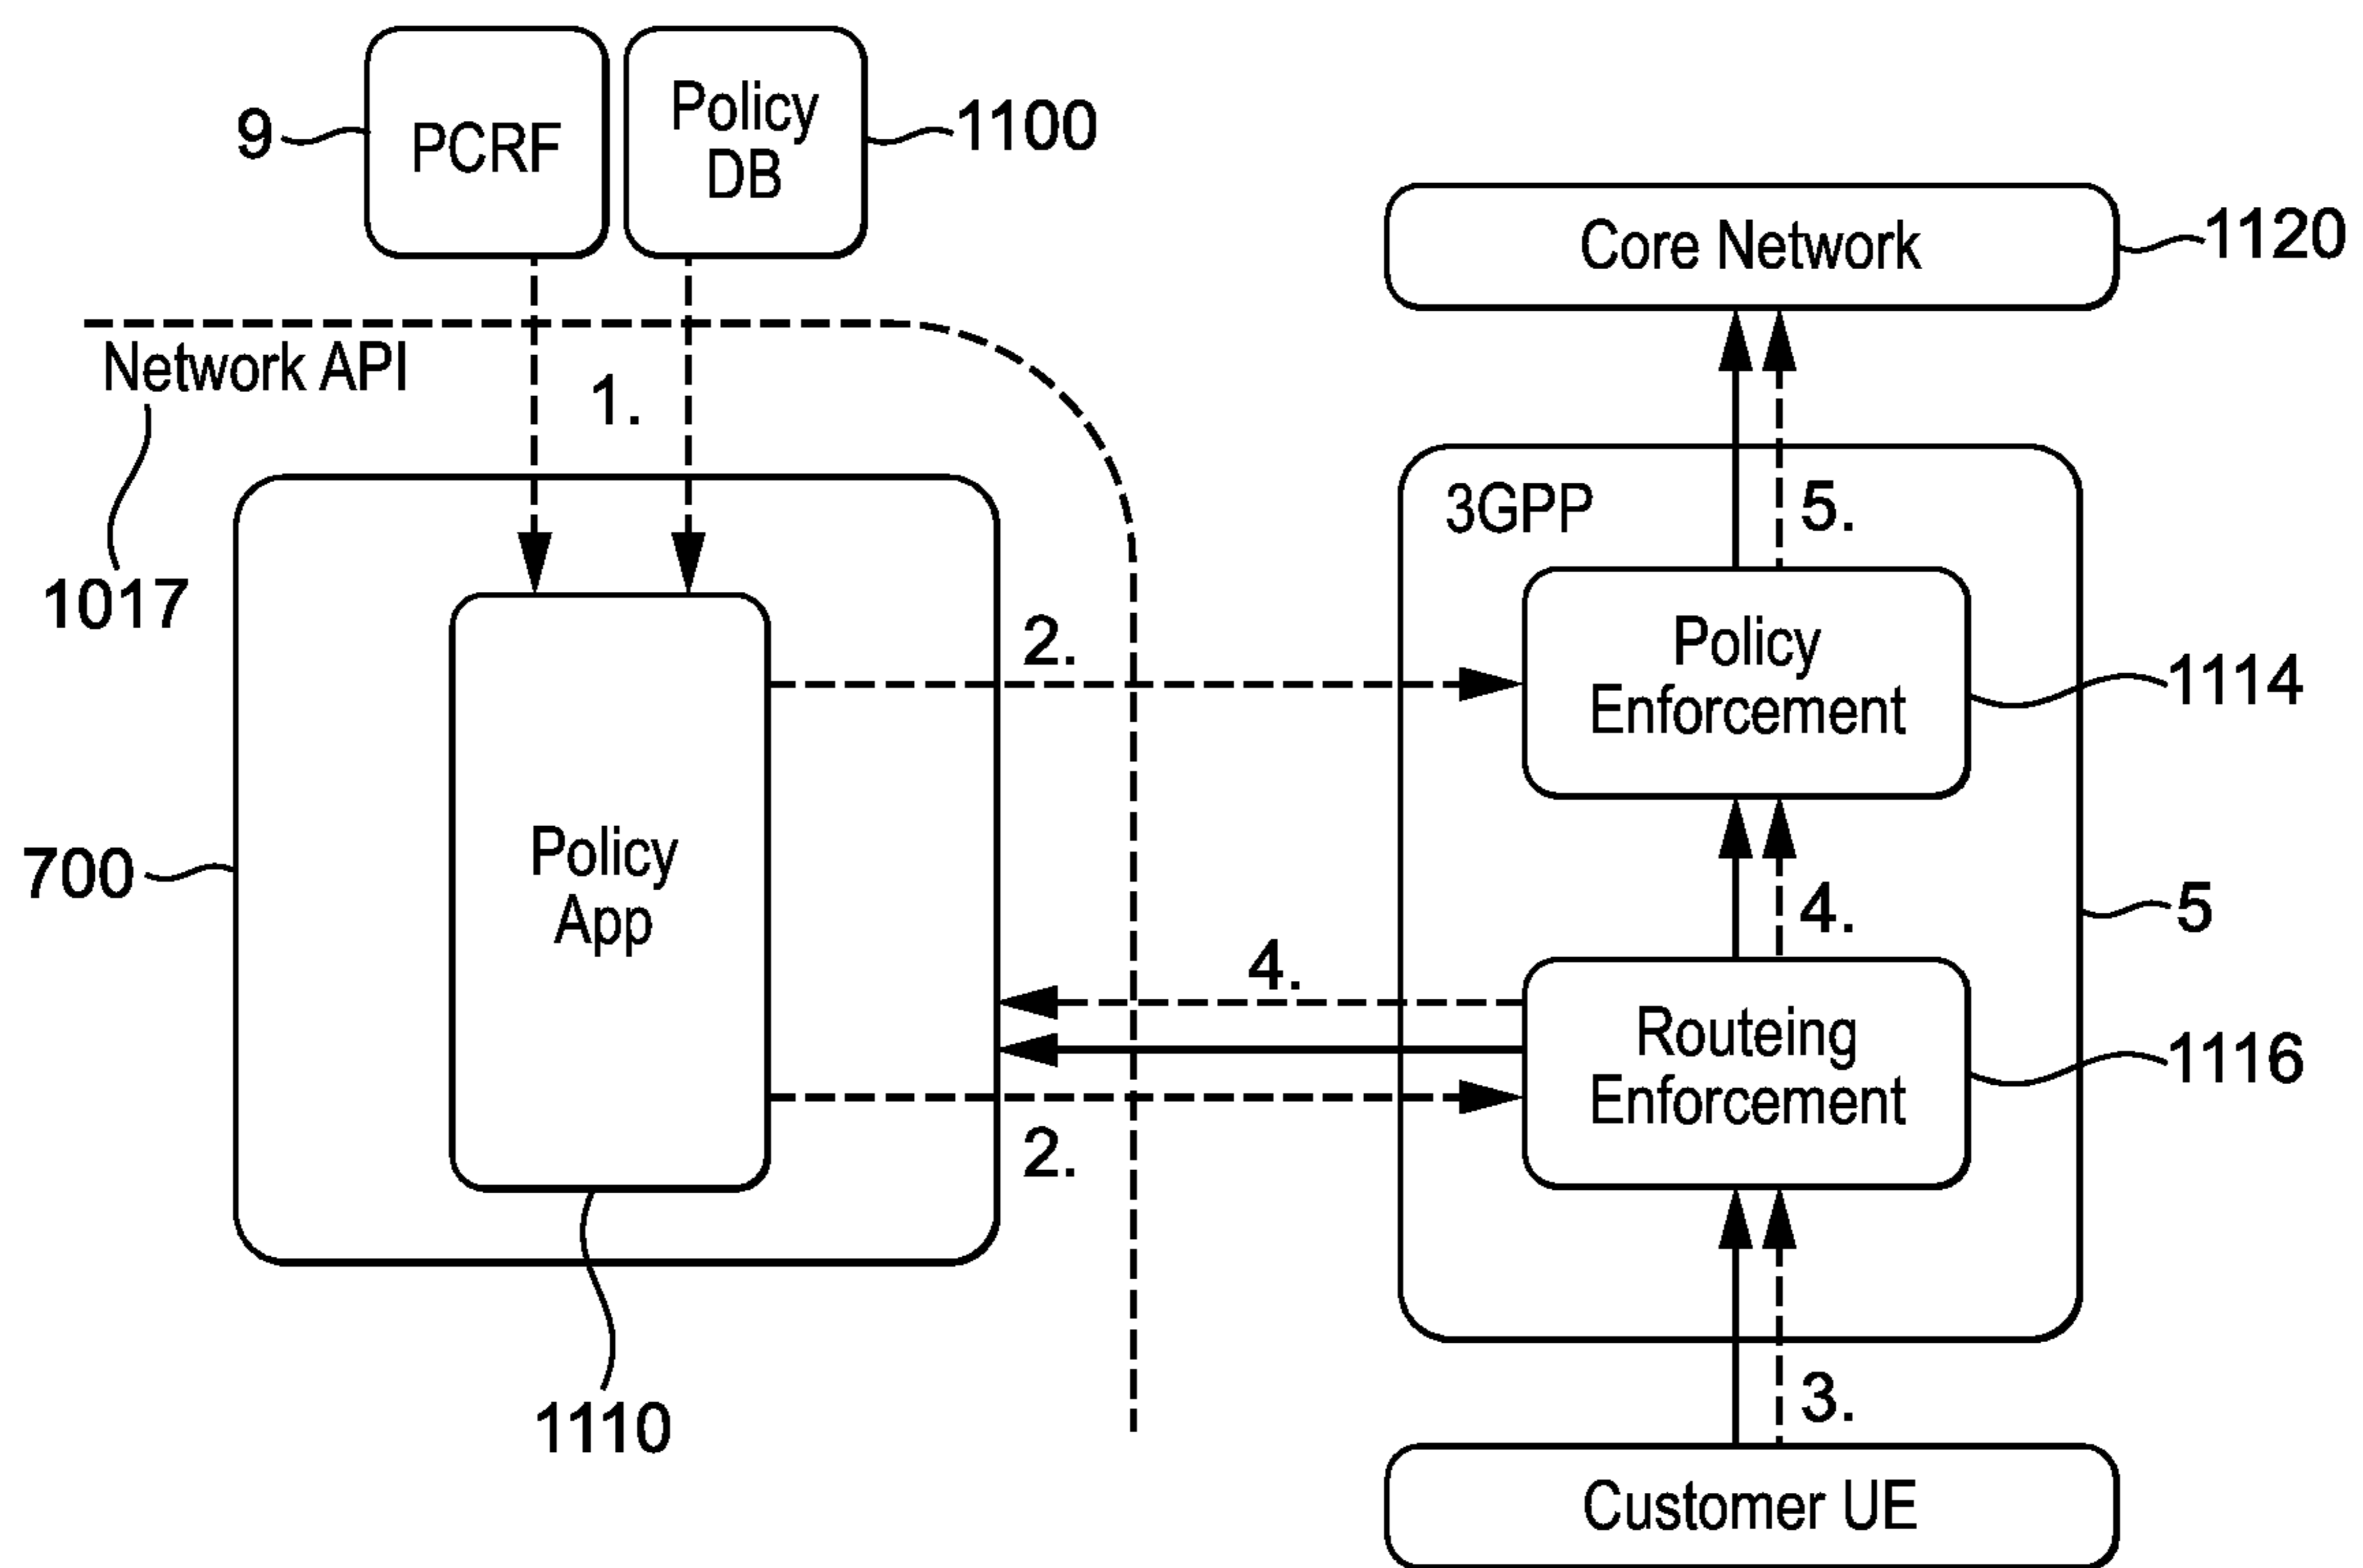 9
PCRF
Policy
DB
1100
Core Network
1120
Network API
1.
1017
3GPP
5.
Policy
Enforcement
1114
2.
700
Policy
App
4.
5
4.
Routeing
Enforcement
1116
2.
1110
3.
Customer UE